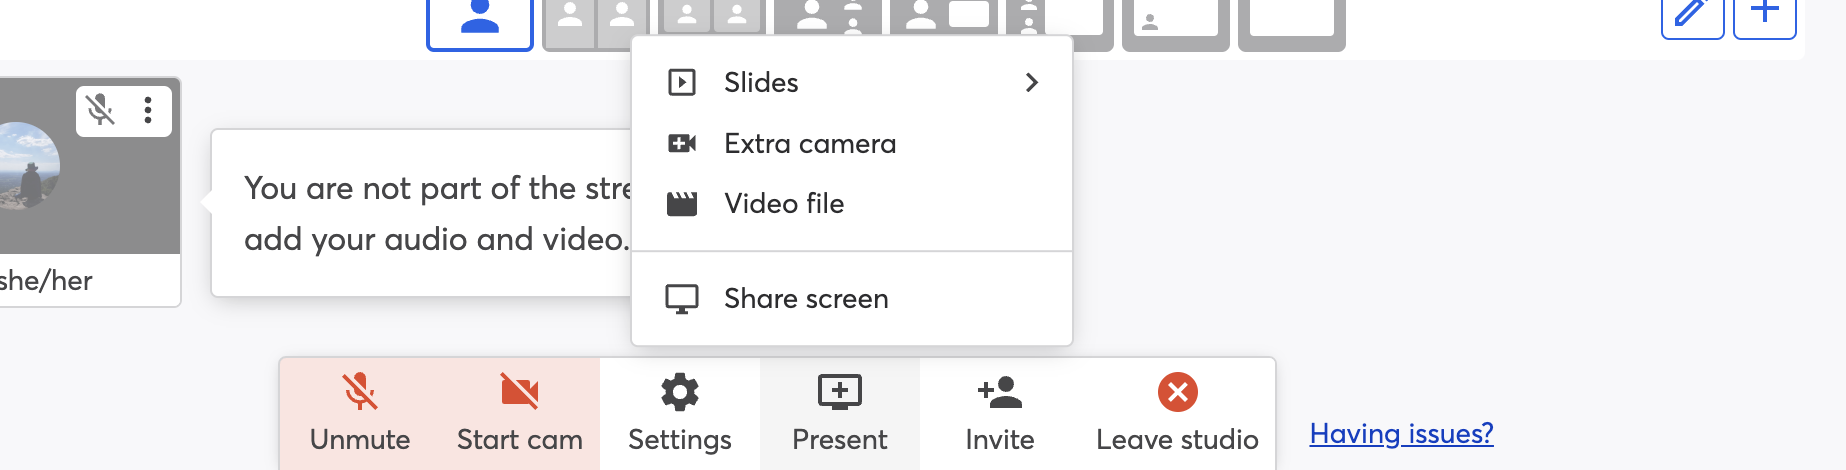 Slides
Extra camera
Video file
Share screen
You are not part of the
add your audio and video.
she/her
Unmute
Start cam
Settings
Present
Invite
Leave studio
Having issues?